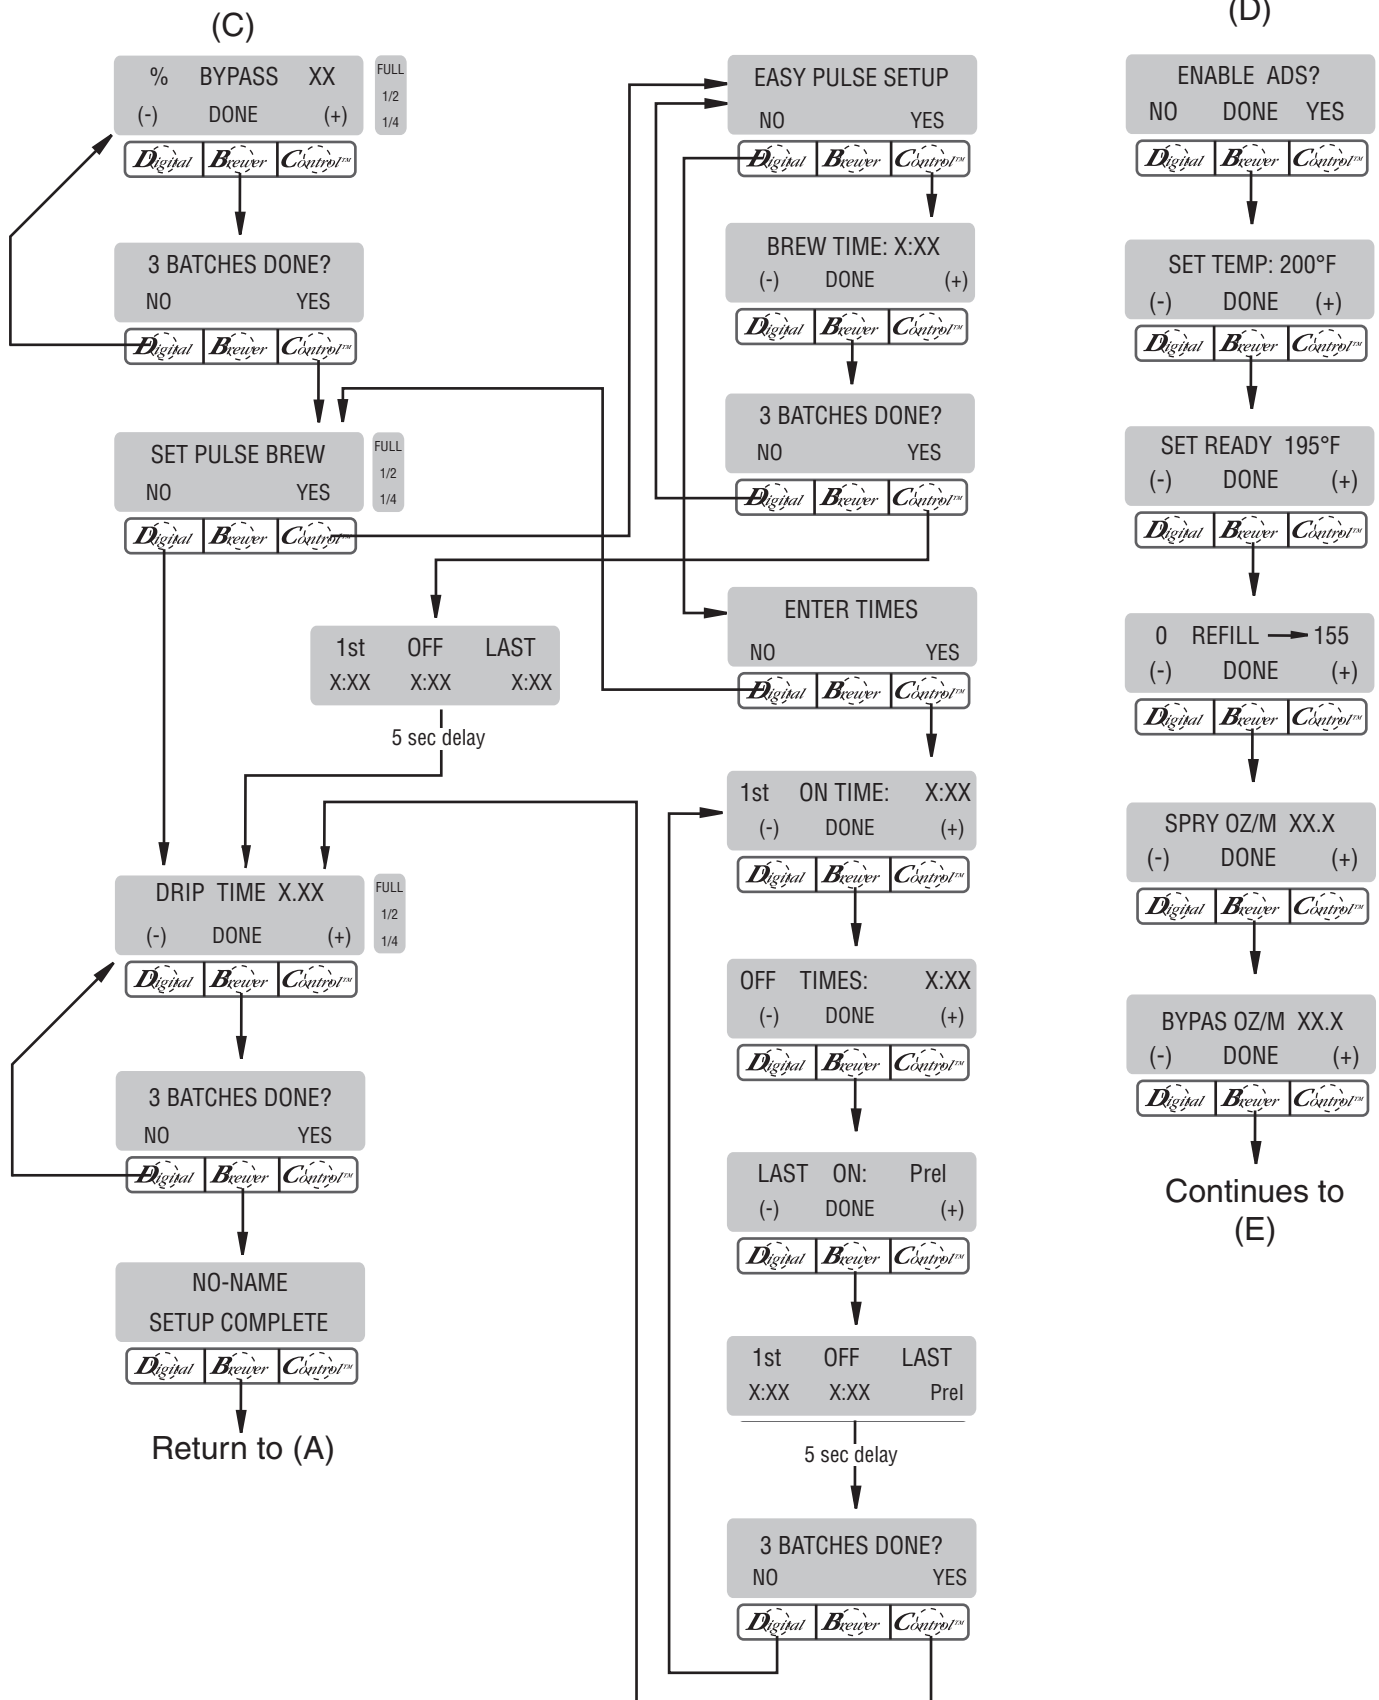 (C)
% BYPASS XX
(-) DONE (+)
FULL
1/2
1/4
Digital Brewer Control™
3 BATCHES DONE?
NO YES
Digital Brewer Control™
SET PULSE BREW
NO YES
FULL
1/2
1/4
Digital Brewer Control™
1st OFF LAST
X:XX X:XX X:XX
5 sec delay
DRIP TIME X.XX
(-) DONE (+)
FULL
1/2
1/4
Digital Brewer Control™
3 BATCHES DONE?
NO YES
Digital Brewer Control™
NO-NAME
SETUP COMPLETE
Digital Brewer Control™
Return to (A)
EASY PULSE SETUP
NO YES
Digital Brewer Control™
BREW TIME: X:XX
(-) DONE (+)
Digital Brewer Control™
3 BATCHES DONE?
NO YES
Digital Brewer Control™
ENTER TIMES
NO YES
Digital Brewer Control™
1st ON TIME: X:XX
(-) DONE (+)
Digital Brewer Control™
OFF TIMES: X:XX
(-) DONE (+)
Digital Brewer Control™
LAST ON: Prel
(-) DONE (+)
Digital Brewer Control™
1st OFF LAST
X:XX X:XX Prel
5 sec delay
3 BATCHES DONE?
NO YES
Digital Brewer Control™
(D)
ENABLE ADS?
NO DONE YES
Digital Brewer Control™
SET TEMP: 200°F
(-) DONE (+)
Digital Brewer Control™
SET READY 195°F
(-) DONE (+)
Digital Brewer Control™
0 REFILL → 155
(-) DONE (+)
Digital Brewer Control™
SPRY OZ/M XX.X
(-) DONE (+)
Digital Brewer Control™
BYPAS OZ/M XX.X
(-) DONE (+)
Digital Brewer Control™
Continues to
(E)